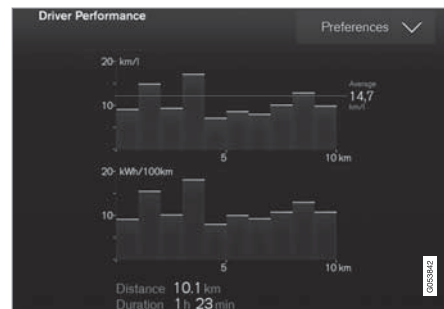 Driver Performance
Preferences
20 km/l
Average
14,7
km/l
10
5
10 km
20 kWh/100km
10
5
10 km
Distance 10.1 km
Duration 1h 23 min
G053842